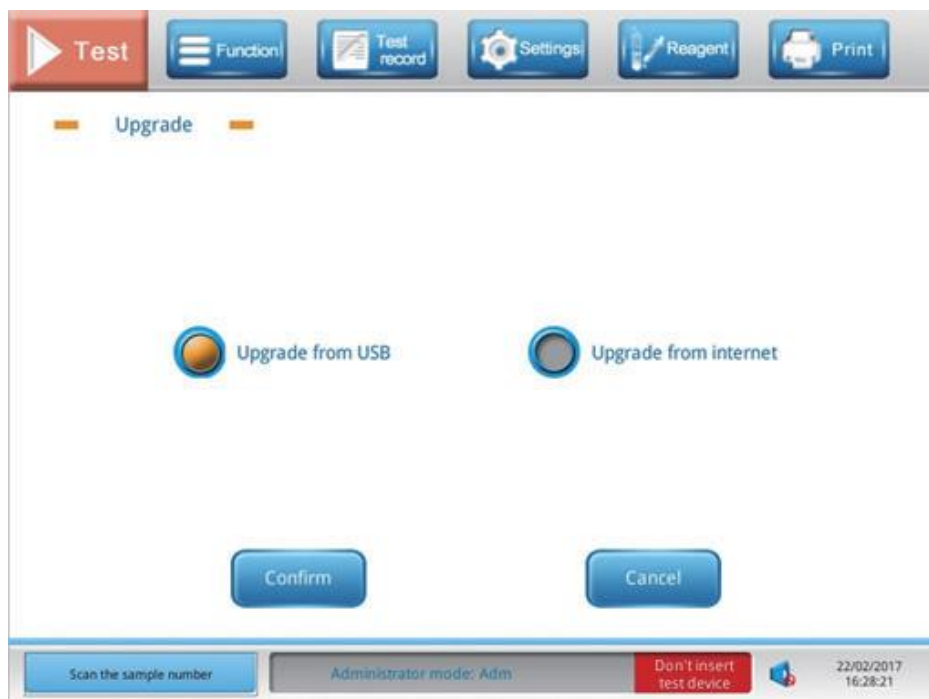 Test
Function
Test
record
Settings
Reagent
Print
Upgrade
Upgrade from USB
Upgrade from internet
Confirm
Cancel
Scan the sample number
Administrator mode: Adm
Don't insert
test device
22/02/2017
16:28:21